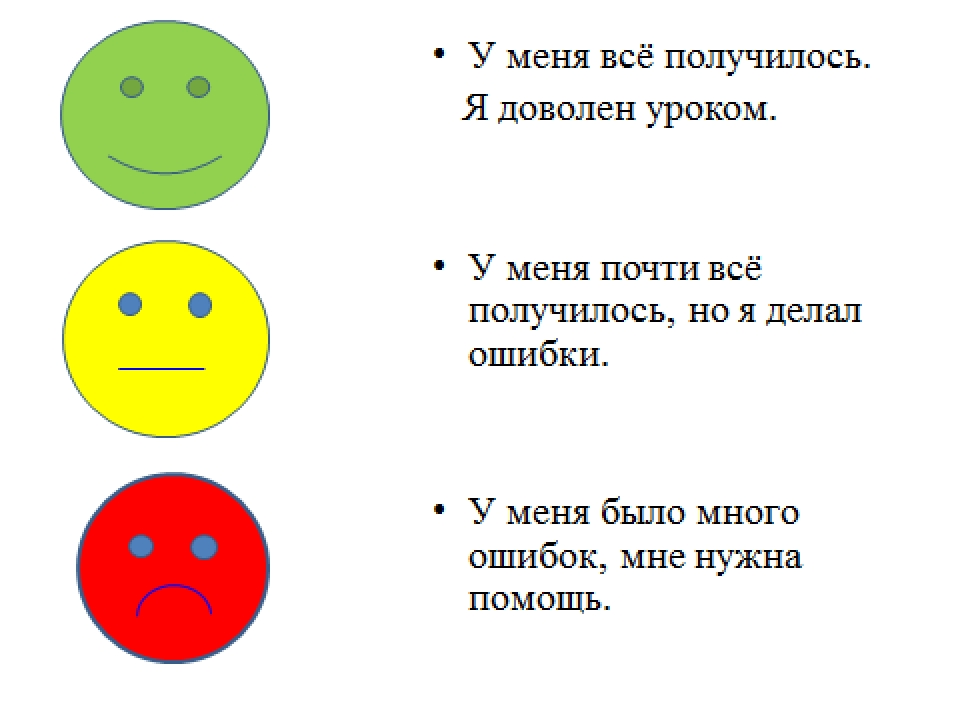 • У меня всё получилось.
Я доволен уроком.
• У меня почти всё
получилось, но я делал
ошибки.
• У меня было много
ошибок, мне нужна
помощь.